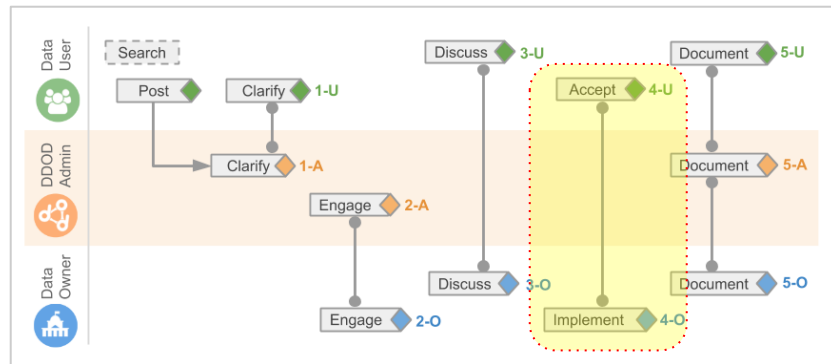 Data
User
Search
Post
Clarify
1-U
Discuss
3-U
Accept
4-U
Document
5-U
DDOD
Admin
Clarify
1-A
Engage
2-A
Document
5-A
Data
Owner
Engage
2-O
Discuss
3-O
Implement
4-O
Document
5-O